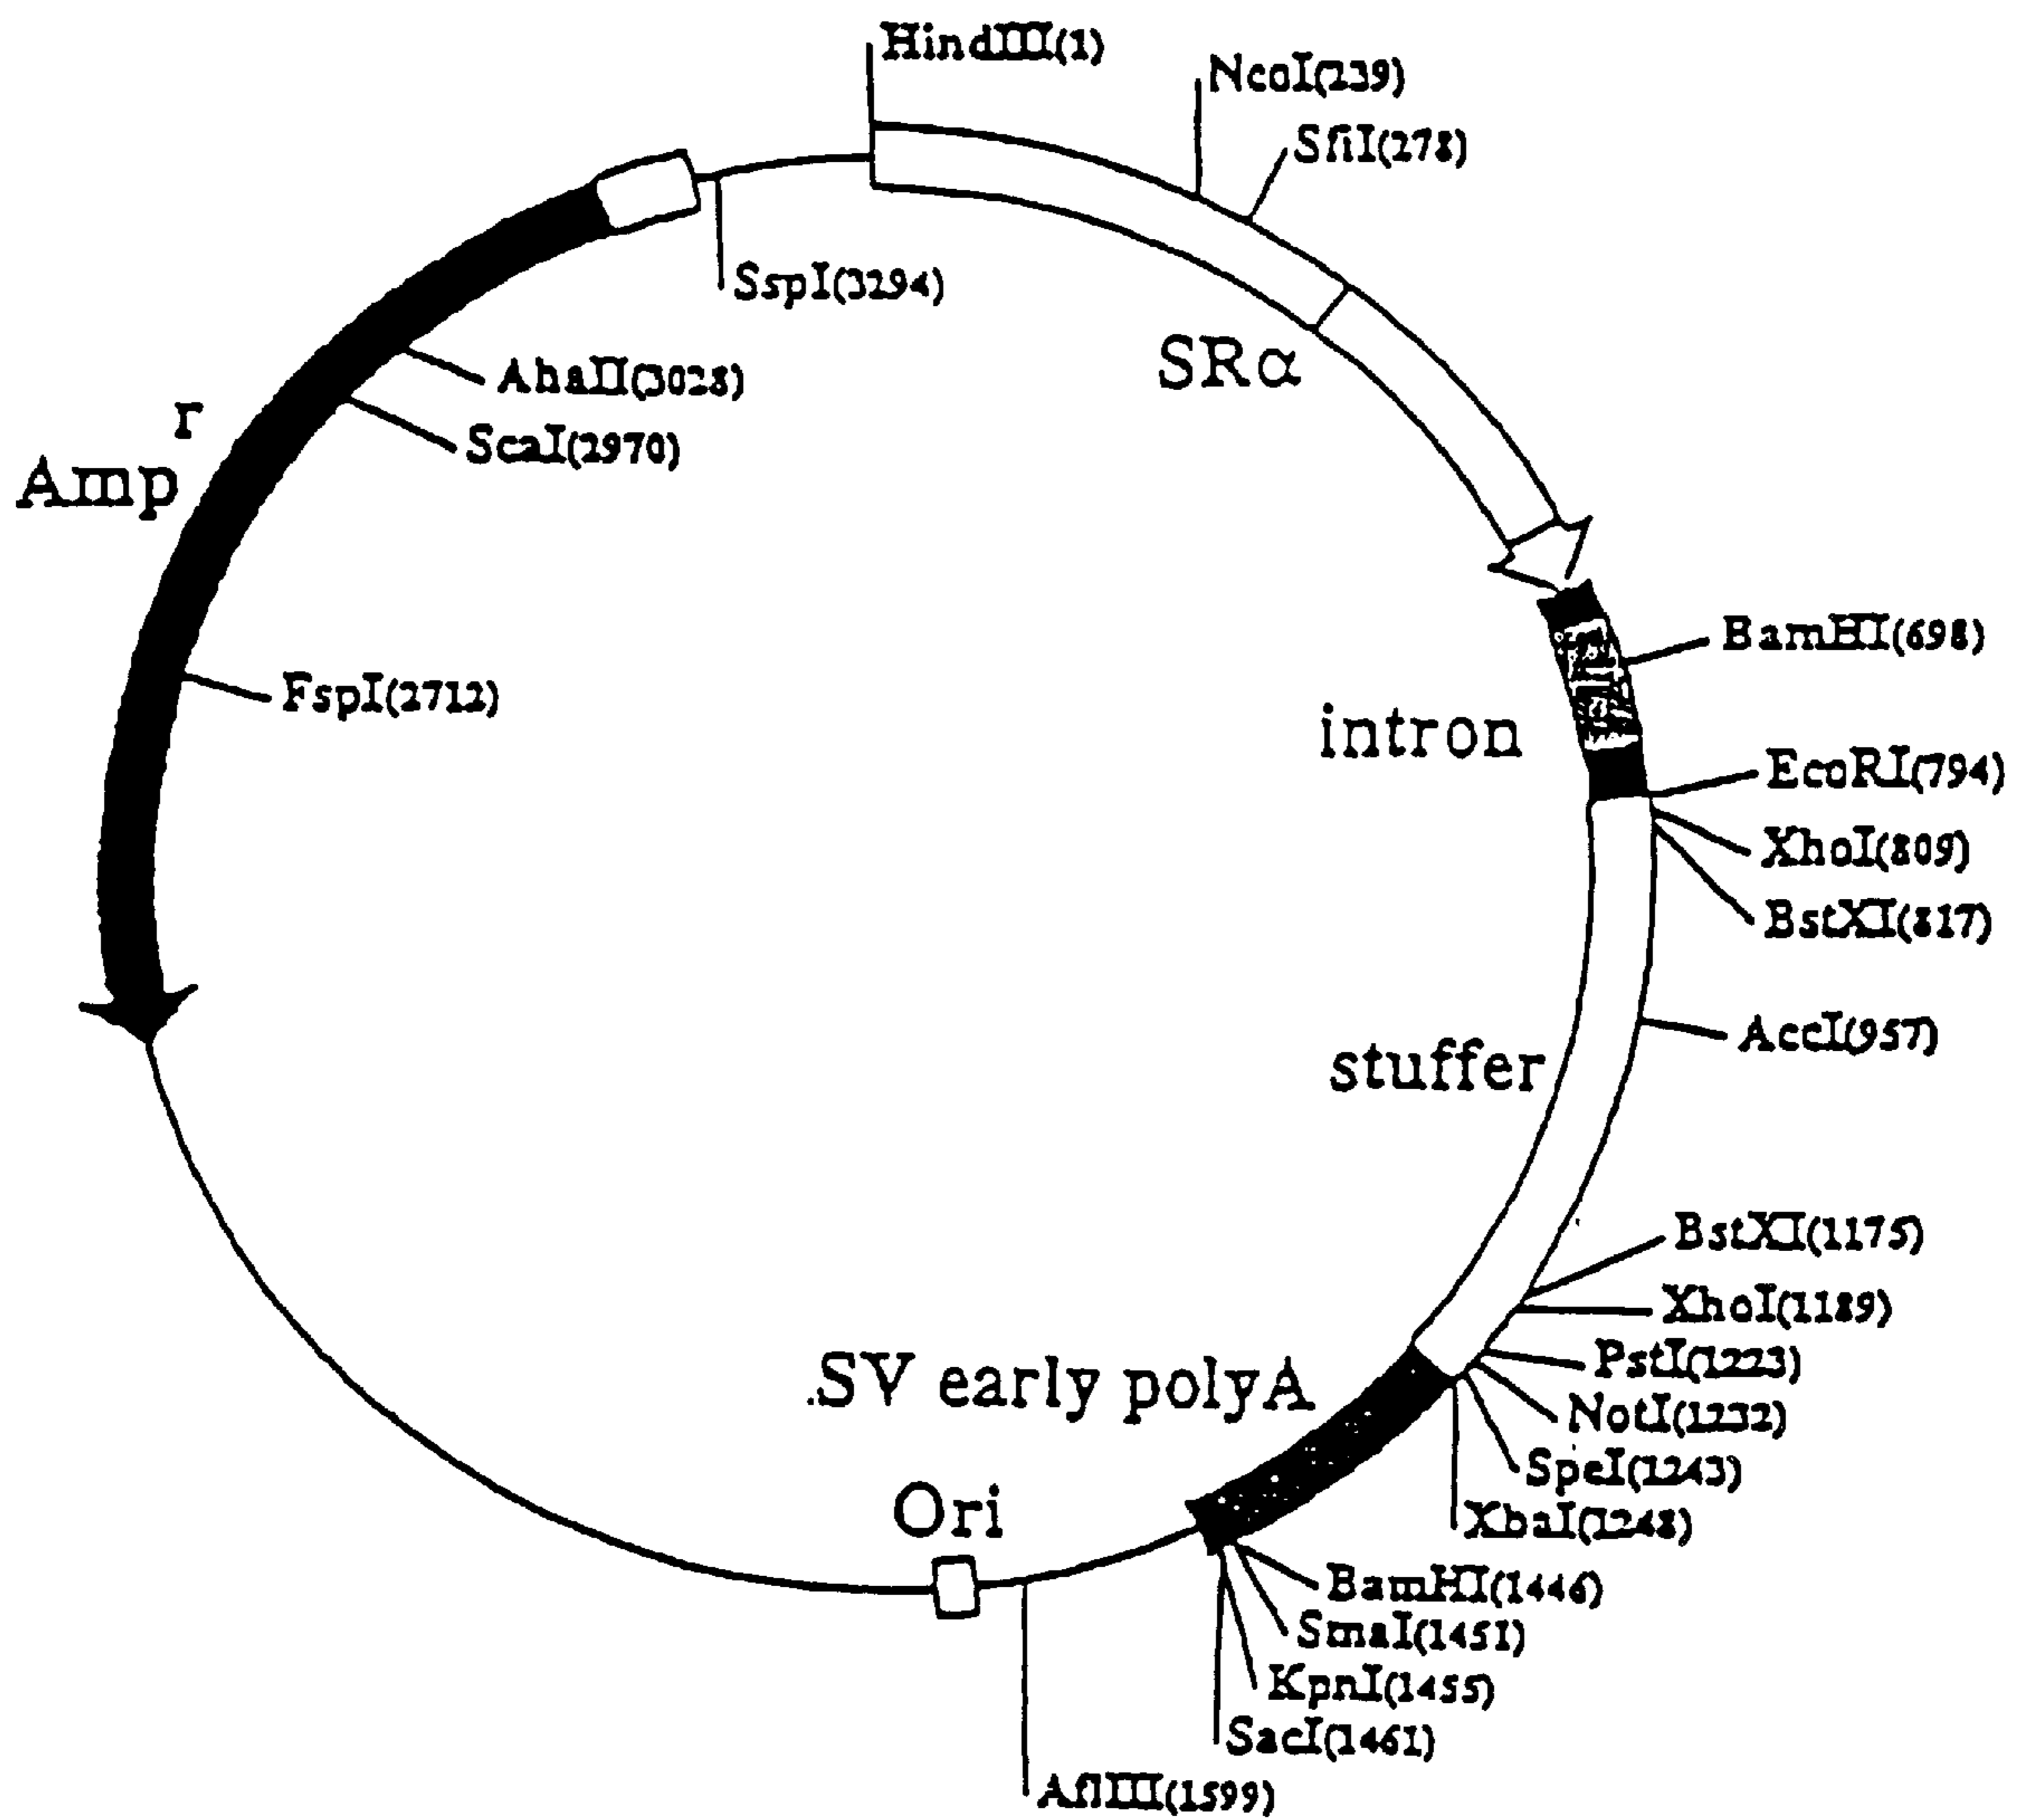 HindIII(1)
NcoI(239)
SfiI(278)
SspI(3294)
SRα
AhaII(3028)
r
Amp
ScaI(2970)
BamHI(698)
FspI(2712)
intron
EcoRI(794)
XhoI(809)
BstXI(817)
AccI(957)
stuffer
BstXI(1175)
XhoI(1189)
PstI(1223)
SV early polyA
NotI(1232)
SpeI(1243)
Ori
XbaI(1248)
BamHI(1446)
SmaI(1451)
KpnI(1455)
SacI(1461)
AflIII(1599)